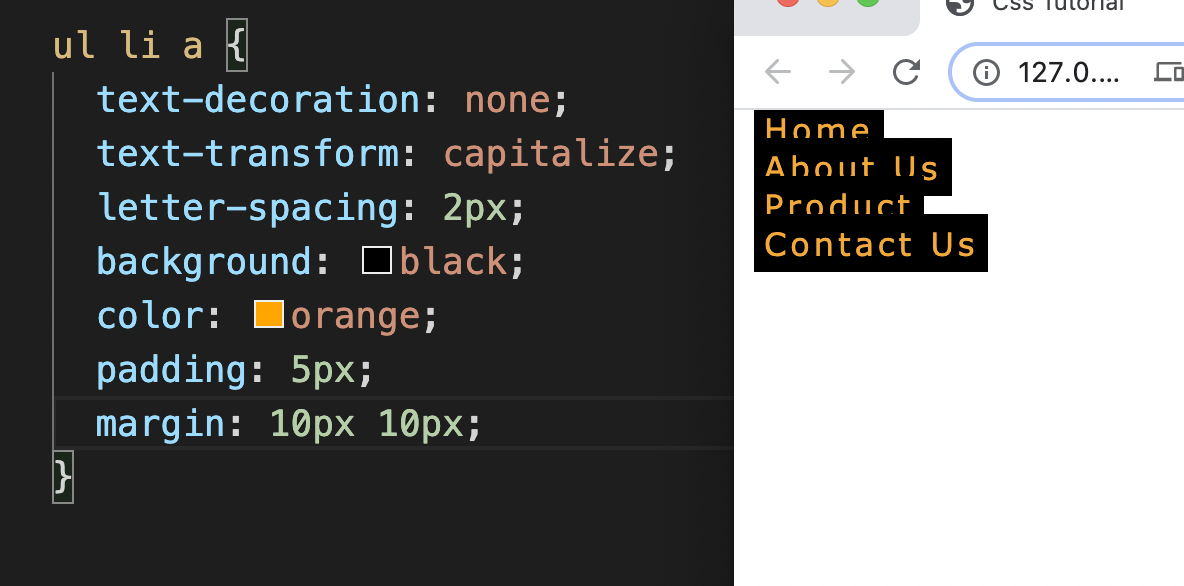 ul li a {
text-decoration: none;
text-transform: capitalize;
letter-spacing: 2px;
background: black;
color: orange;
padding: 5px;
margin: 10px 10px;
}
Css Tutorial
127.0....
Home
About Us
Product
Contact Us